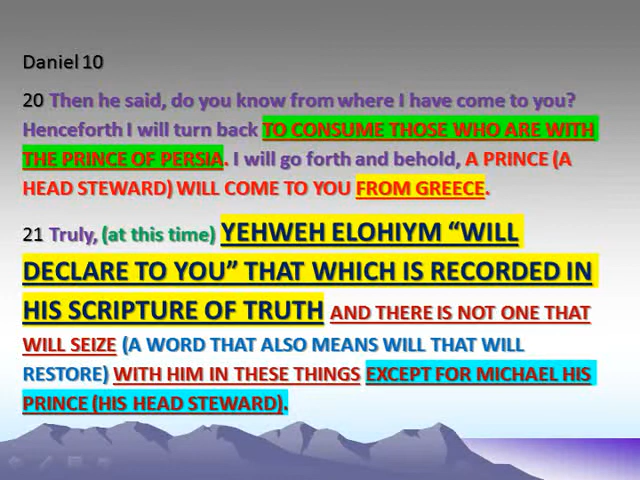 Daniel 10
20 Then he said, do you know from where I have come to you?
Henceforth I will turn back TO CONSUME THOSE WHO ARE WITH
THE PRINCE OF PERSIA. I will go forth and behold, A PRINCE (A
HEAD STEWARD) WILL COME TO YOU FROM GREECE.
21 Truly, (at this time) YEHWEH ELOHIYM “WILL
DECLARE TO YOU” THAT WHICH IS RECORDED IN
HIS SCRIPTURE OF TRUTH AND THERE IS NOT ONE THAT
WILL SEIZE (A WORD THAT ALSO MEANS WILL THAT WILL
RESTORE) WITH HIM IN THESE THINGS EXCEPT FOR MICHAEL HIS
PRINCE (HIS HEAD STEWARD).